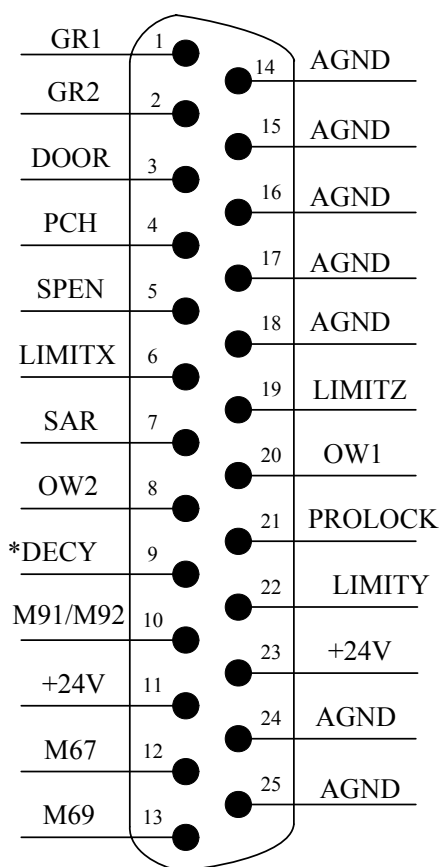 GR1 1
14 AGND
GR2 2
15 AGND
DOOR 3
16 AGND
PCH 4
17 AGND
SPEN 5
18 AGND
LIMITX 6
19 LIMITZ
SAR 7
20 OW1
OW2 8
21 PROLOCK
*DECY 9
22 LIMITY
M91/M92 10
23 +24V
+24V 11
24 AGND
M67 12
25 AGND
M69 13